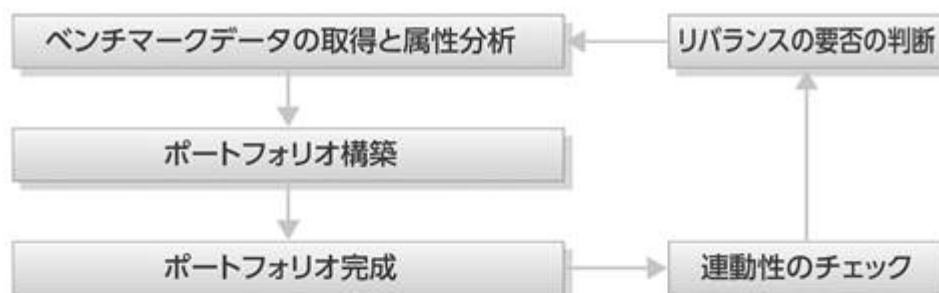 ベンチマークデータの取得と属性分析
リバランスの要否の判断
ポートフォリオ構築
ポートフォリオ完成
連動性のチェック